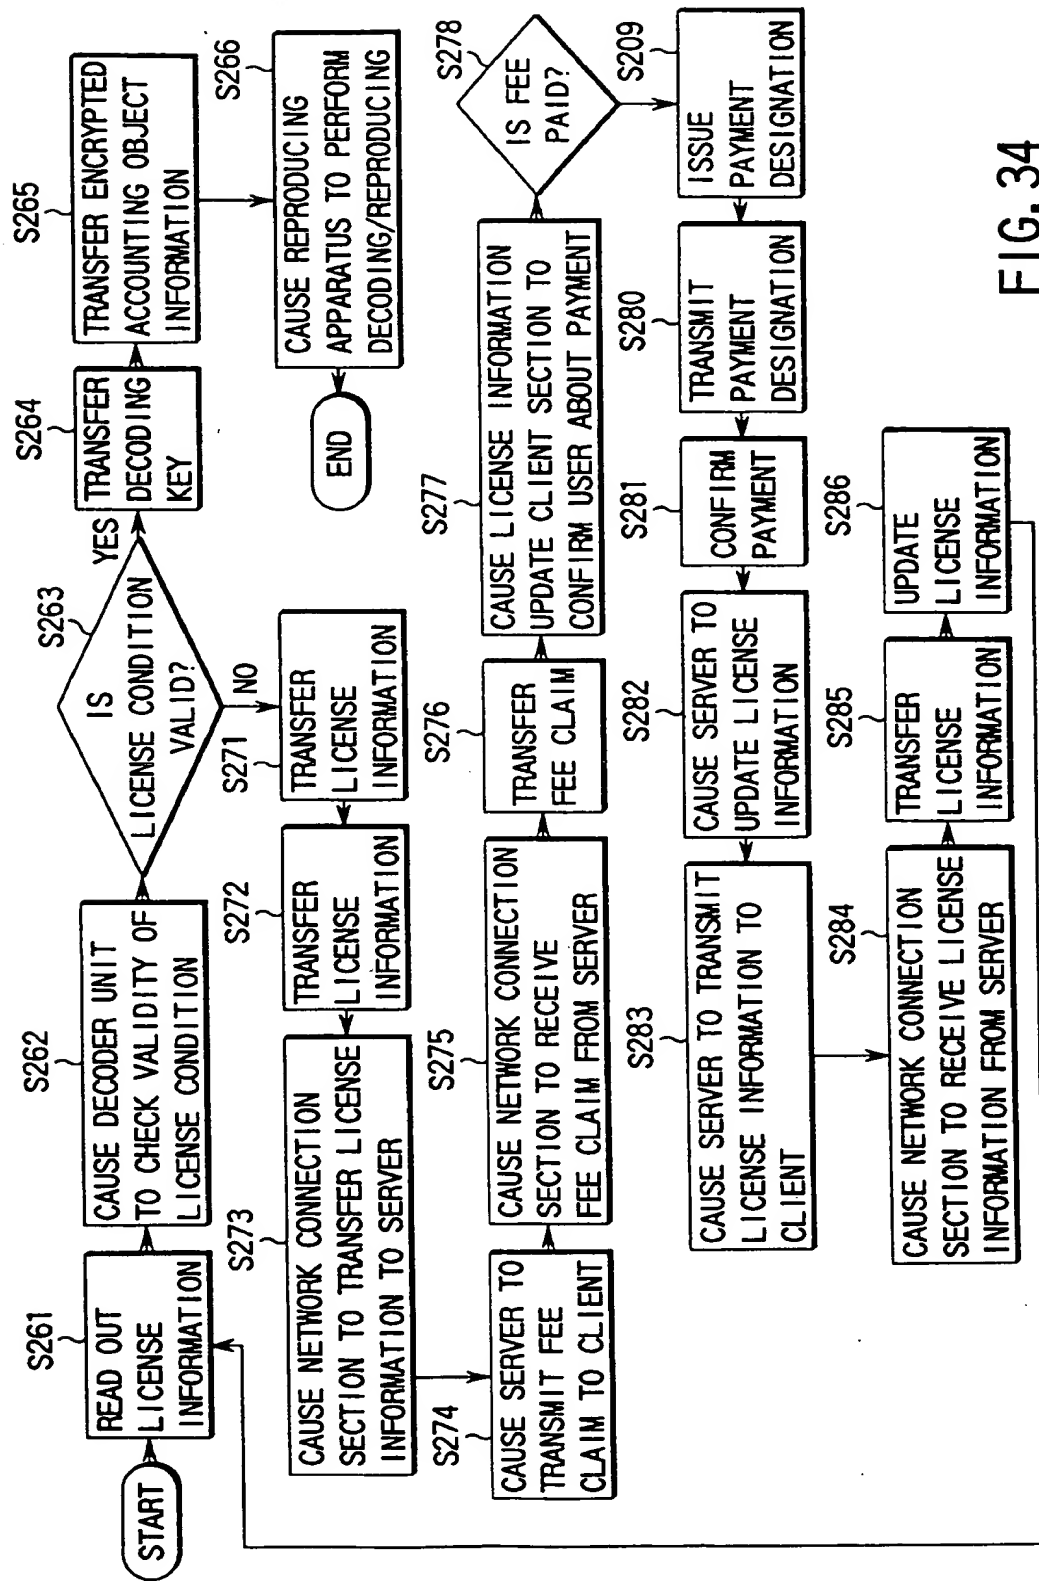 START
S261
READ OUT
LICENSE
INFORMATION
S262
CAUSE DECODER UNIT
TO CHECK VALIDITY OF
LICENSE CONDITION
S263
IS
LICENSE CONDITION
VALID?
YES
NO
S264
TRANSFER
DECODING
KEY
S265
TRANSFER ENCRYPTED
ACCOUNTING OBJECT
INFORMATION
S266
CAUSE REPRODUCING
APPARATUS TO PERFORM
DECODING/REPRODUCING
END
S271
TRANSFER
LICENSE
INFORMATION
S272
TRANSFER
LICENSE
INFORMATION
S273
CAUSE NETWORK CONNECTION
SECTION TO TRANSFER LICENSE
INFORMATION TO SERVER
S274
CAUSE SERVER TO
TRANSMIT FEE
CLAIM TO CLIENT
S275
CAUSE NETWORK CONNECTION
SECTION TO RECEIVE
FEE CLAIM FROM SERVER
S276
TRANSFER
FEE CLAIM
S277
CAUSE LICENSE INFORMATION
UPDATE CLIENT SECTION TO
CONFIRM USER ABOUT PAYMENT
S278
IS FEE
PAID?
S209
ISSUE
PAYMENT
DESIGNATION
S280
TRANSMIT
PAYMENT
DESIGNATION
S281
CONFIRM
PAYMENT
S282
CAUSE SERVER TO
UPDATE LICENSE
INFORMATION
S283
CAUSE SERVER TO TRANSMIT
LICENSE INFORMATION TO
CLIENT
S284
CAUSE NETWORK CONNECTION
SECTION TO RECEIVE LICENSE
INFORMATION FROM SERVER
S285
TRANSFER
LICENSE
INFORMATION
S286
UPDATE
LICENSE
INFORMATION
FIG. 34